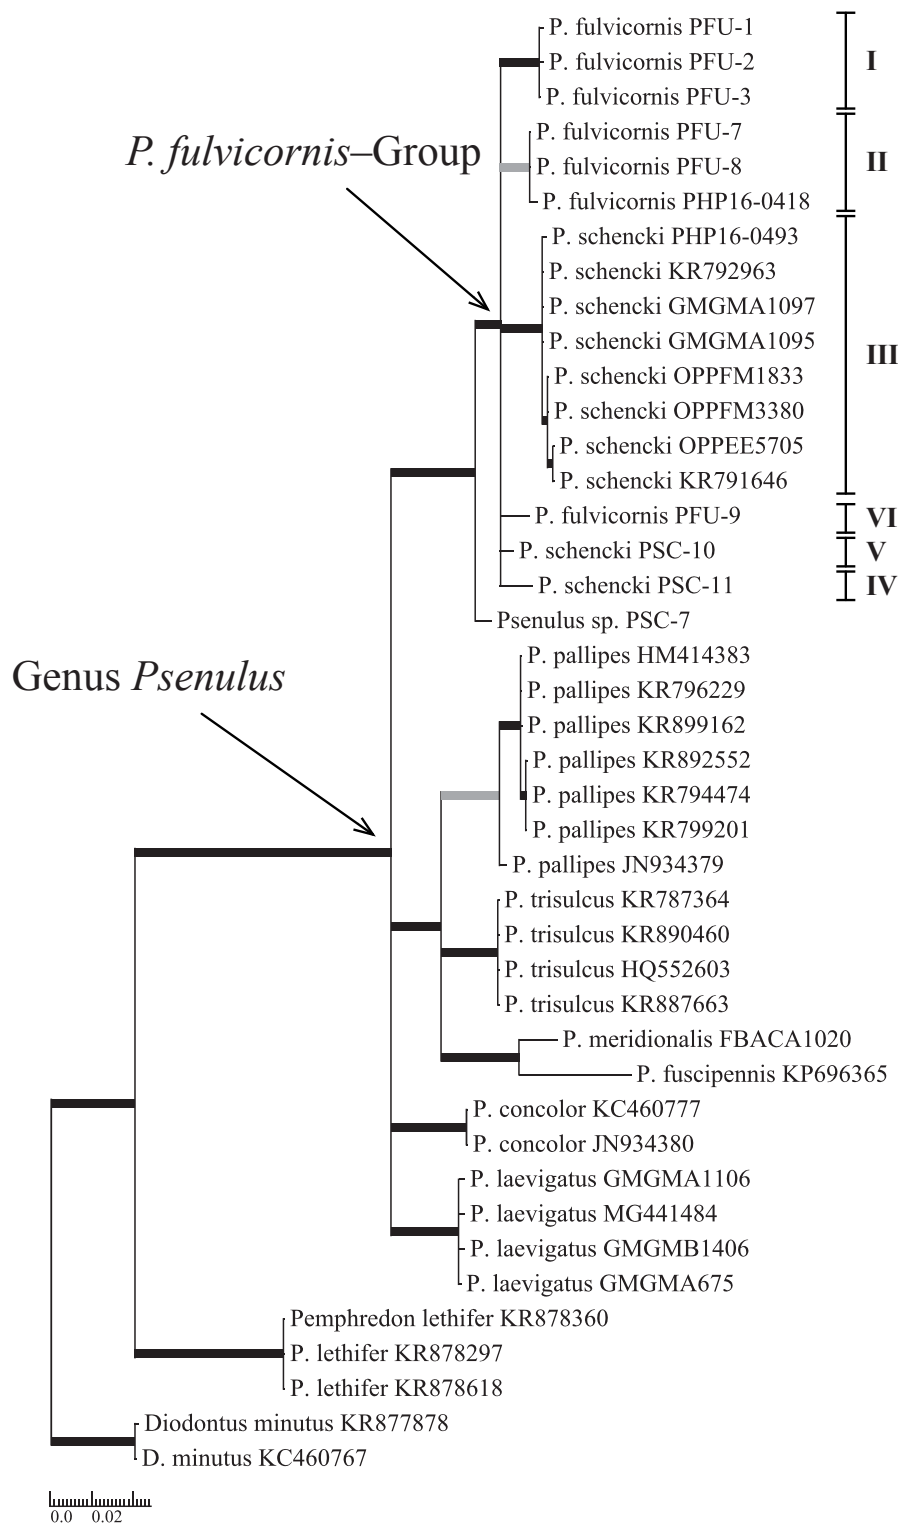 P. fulvicornis PFU-1
P. fulvicornis PFU-2
I
P. fulvicornis PFU-3
P. fulvicornis–Group
P. fulvicornis PFU-7
P. fulvicornis PFU-8
II
P. fulvicornis PHP16-0418
P. schencki PHP16-0493
P. schencki KR792963
P. schencki GMGMA1097
P. schencki GMGMA1095
III
P. schencki OPPFM1833
P. schencki OPPFM3380
P. schencki OPPEE5705
P. schencki KR791646
P. fulvicornis PFU-9
VI
P. schencki PSC-10
V
P. schencki PSC-11
IV
Psenulus sp. PSC-7
Genus Psenulus
P. pallipes HM414383
P. pallipes KR796229
P. pallipes KR899162
P. pallipes KR892552
P. pallipes KR794474
P. pallipes KR799201
P. pallipes JN934379
P. trisulcus KR787364
P. trisulcus KR890460
P. trisulcus HQ552603
P. trisulcus KR887663
P. meridionalis FBACA1020
P. fuscipennis KP696365
P. concolor KC460777
P. concolor JN934380
P. laevigatus GMGMA1106
P. laevigatus MG441484
P. laevigatus GMGMB1406
P. laevigatus GMGMA675
Pemphredon lethifer KR878360
P. lethifer KR878297
P. lethifer KR878618
Diodontus minutus KR877878
D. minutus KC460767
0.0 0.02